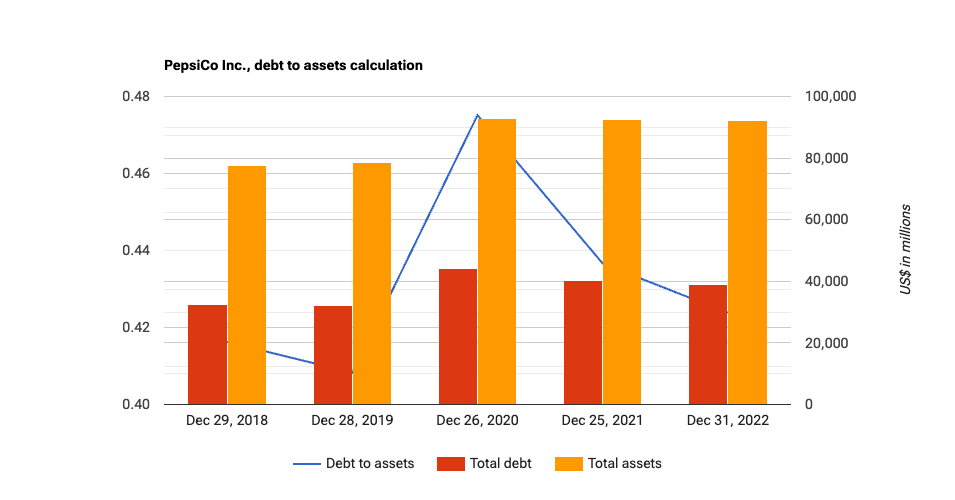 PepsiCo Inc., debt to assets calculation
0.48
0.46
0.44
0.42
0.40
100,000
80,000
60,000
40,000
20,000
0
US$ in millions
Dec 29, 2018
Dec 28, 2019
Dec 26, 2020
Dec 25, 2021
Dec 31, 2022
Debt to assets
Total debt
Total assets